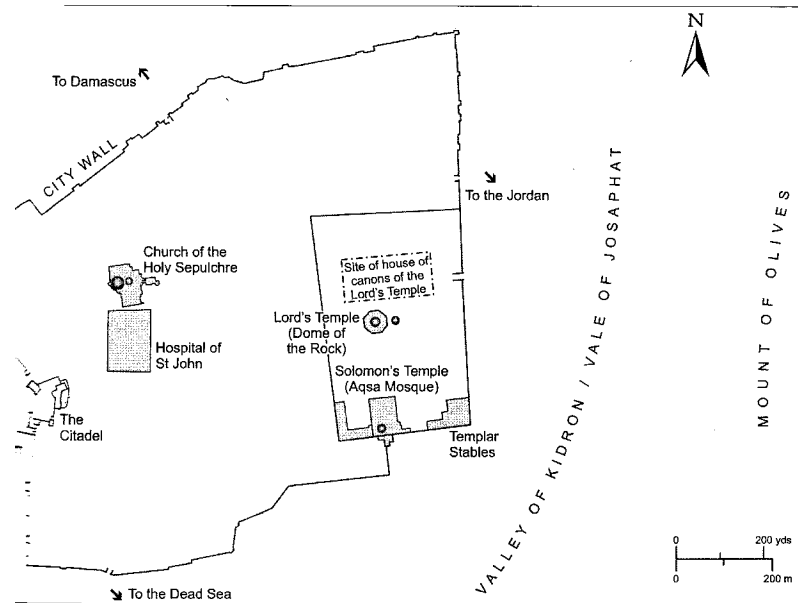 N
To Damascus
CITY WALL
To the Jordan
VALLEY OF KIDRON / VALE OF JOSAPHAT
MOUNT OF OLIVES
Church of the
Holy Sepulchre
Site of house of
canons of the
Lord's Temple
Lord's Temple
(Dome of
the Rock)
Hospital of
St John
Solomon's Temple
(Aqsa Mosque)
The
Citadel
Templar
Stables
0 200 yds
0 200 m
To the Dead Sea